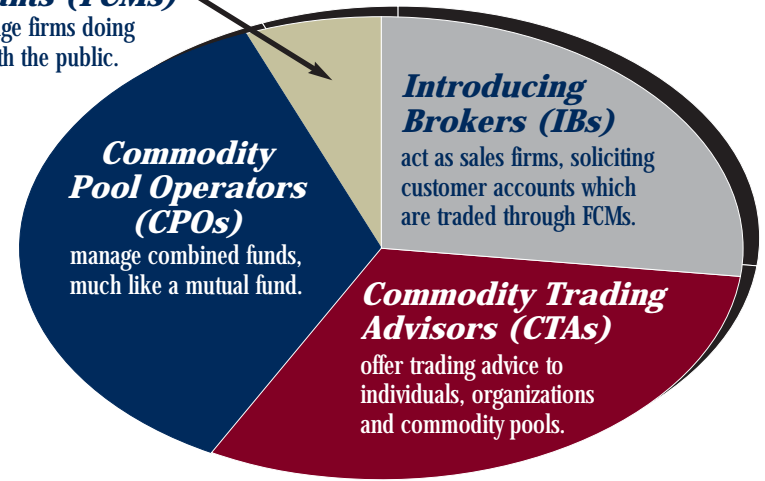 (FCMs)
firms doing
the public.
Introducing
Brokers (IBs)
act as sales firms, soliciting
customer accounts which
are traded through FCMs.
Commodity
Pool Operators
(CPOs)
manage combined funds,
much like a mutual fund.
Commodity Trading
Advisors (CTAs)
offer trading advice to
individuals, organizations
and commodity pools.